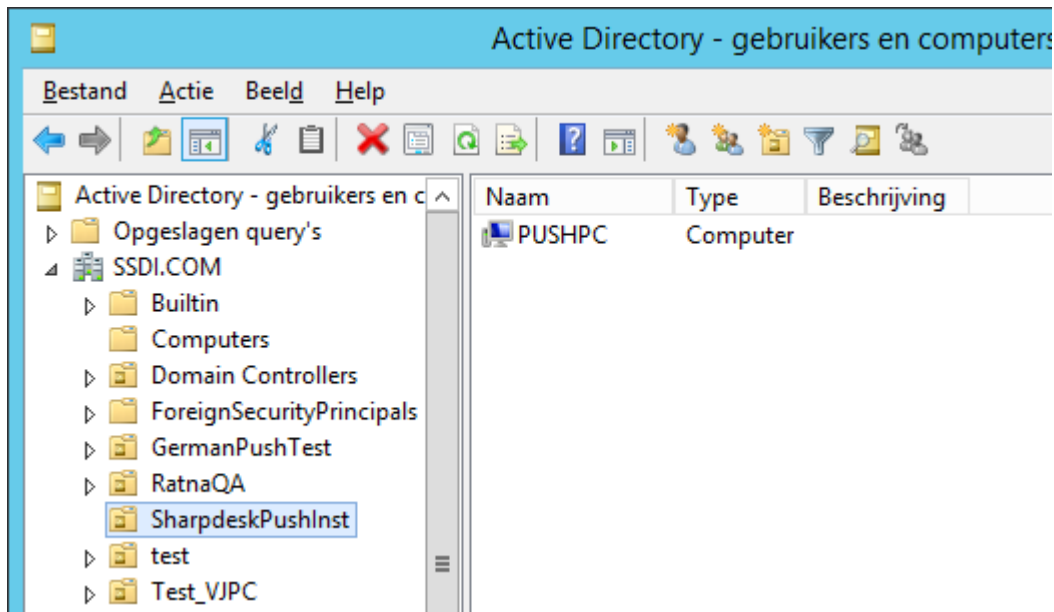 Active Directory - gebruikers en computers
Bestand Actie Beeld Help
Active Directory - gebruikers en c
Opgeslagen query's
SSDI.COM
Builtin
Computers
Domain Controllers
ForeignSecurityPrincipals
GermanPushTest
RatnaQA
SharpdeskPushInst
test
Test_VJPC
Naam Type Beschrijving
PUSHPC Computer